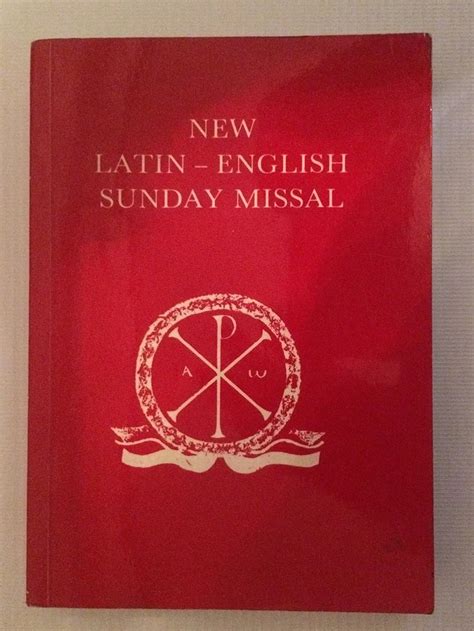 NEW
LATIN – ENGLISH
SUNDAY MISSAL
P
A ω